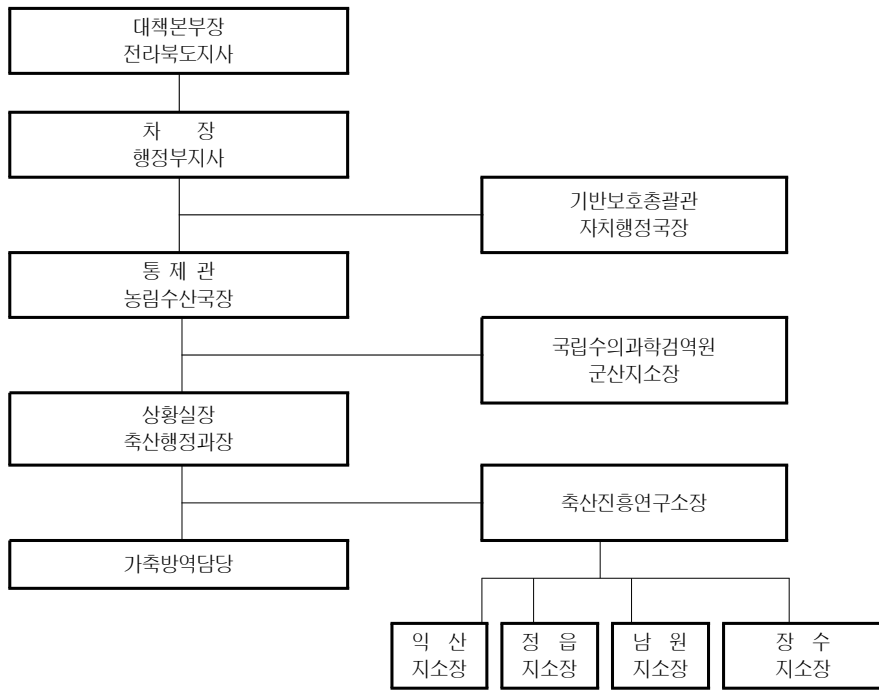 대책본부장
전라북도지사
차 장
행정부지사
기반보호총괄관
자치행정국장
통 제 관
농림수산국장
국립수의과학검역원
군산지소장
상황실장
축산행정과장
축산진흥연구소장
가축방역담당
익 산
지소장
정 읍
지소장
남 원
지소장
장 수
지소장